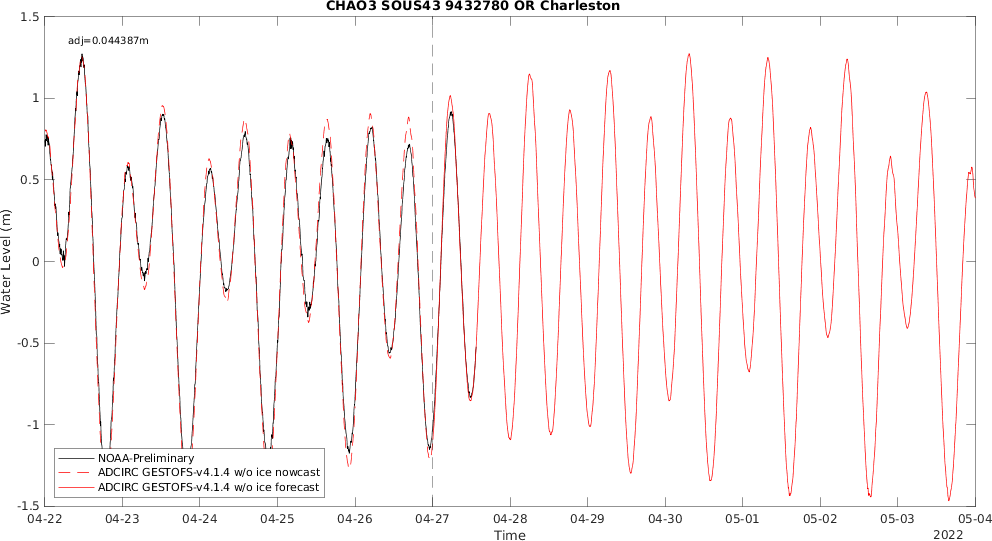 CHAO3 SOUS43 9432780 OR Charleston
adj=0.044387m
1.5
1
0.5
0
-0.5
-1
-1.5
Water Level (m)
NOAA-Preliminary
ADCIRC GESTOFS-v4.1.4 w/o ice nowcast
ADCIRC GESTOFS-v4.1.4 w/o ice forecast
04-22 04-23 04-24 04-25 04-26 04-27 04-28 04-29 04-30 05-01 05-02 05-03 05-04
Time
2022